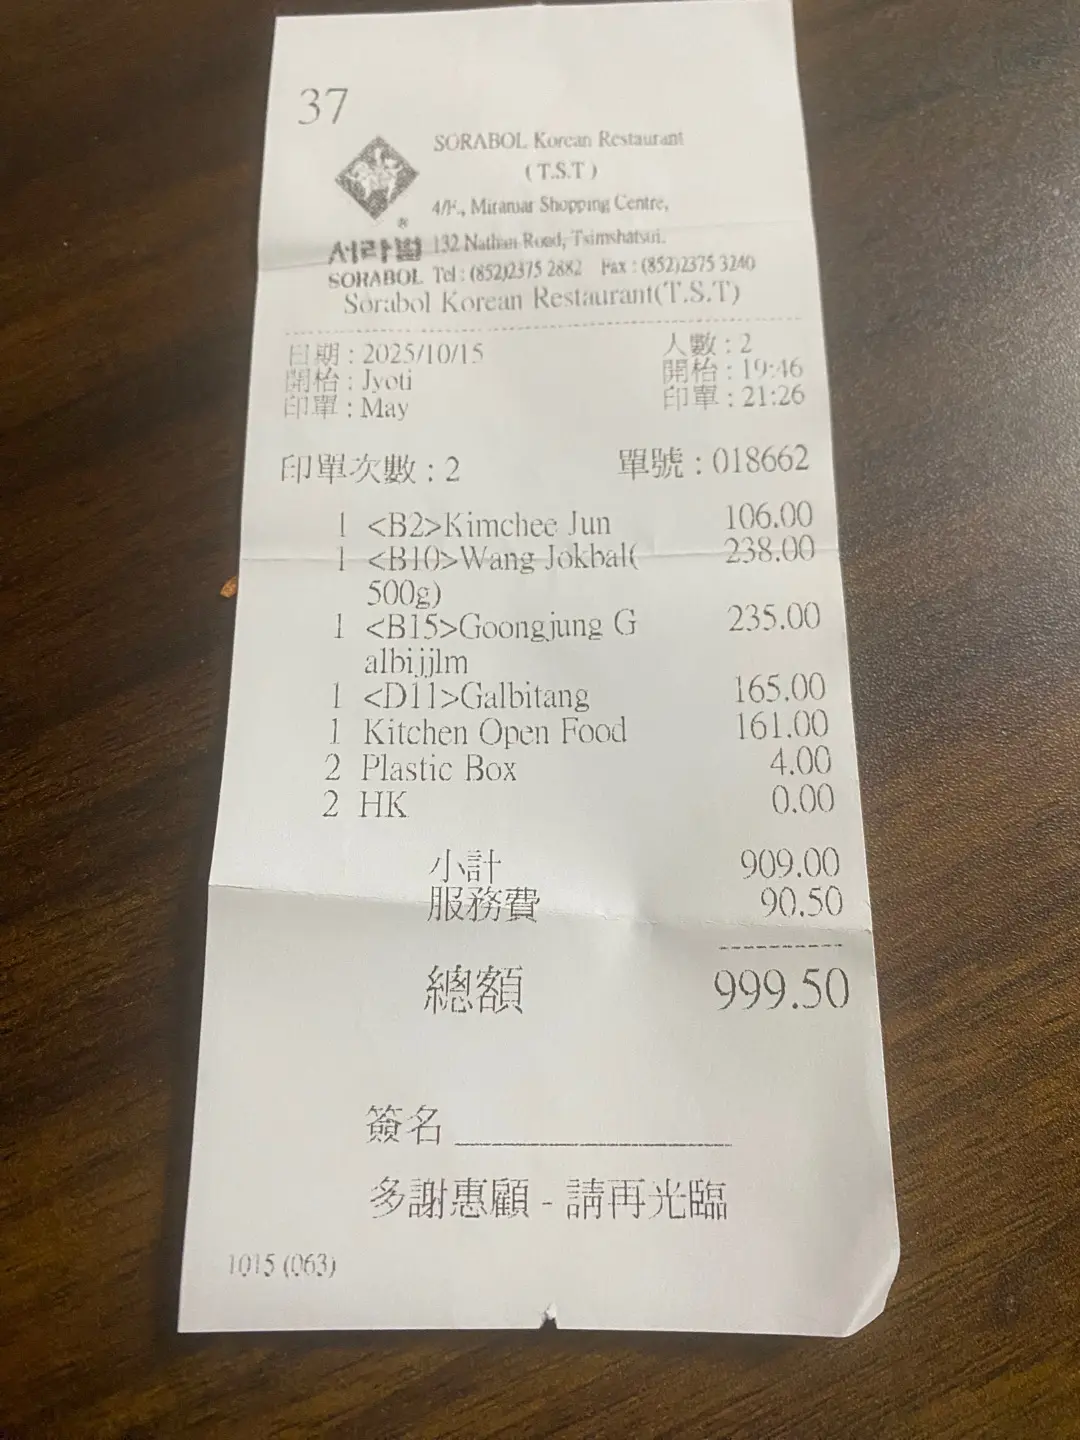 37
SORABOL Korean Restaurant
( T.S.T )
4/F., Miramar Shopping Centre,
132 Nathan Road, Tsimshatsui.
Tel : (852)2375 2882 Fax : (852)2375 3240
서라벌
SORABOL
®
Sorabol Korean Restaurant(T.S.T)
日期 : 2025/10/15 人數 : 2
開枱 : Jyoti 開枱 : 19:46
印單 : May 印單 : 21:26
印單次數 : 2 單號 : 018662
1 <B2>Kimchee Jun 106.00
1 <B10>Wang Jokbal( 238.00
500g)
1 <B15>Goongjung G 235.00
albijjlm
1 <D11>Galbitang 165.00
1 Kitchen Open Food 161.00
2 Plastic Box 4.00
2 HK 0.00
小計 909.00
服務費 90.50
總額 999.50
簽名
多謝惠顧 - 請再光臨
1015 (063)